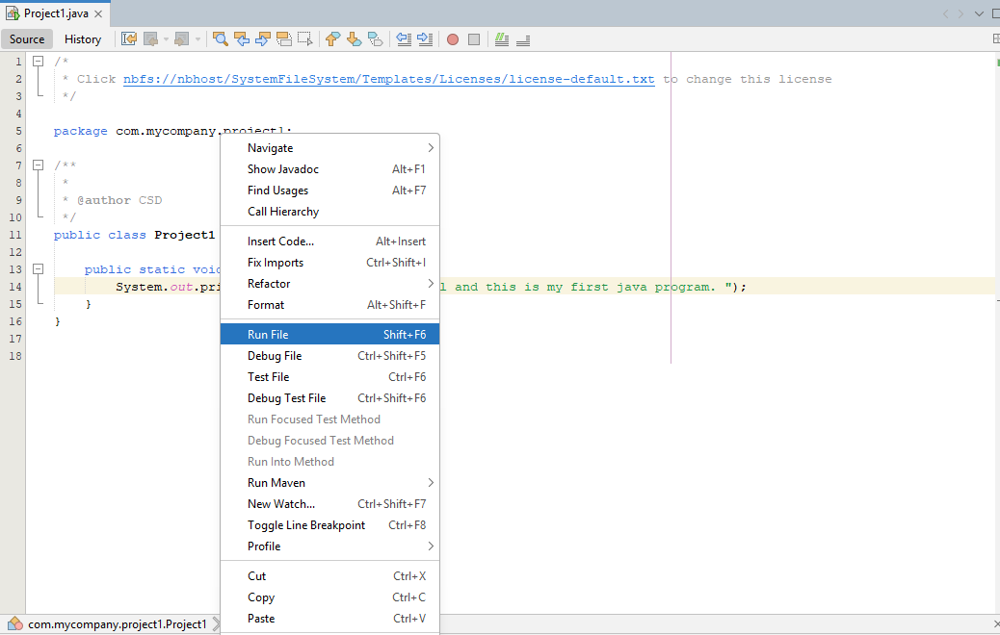 Project1.java
Source History
1 /*
2 * Click nbfs://nbhost/SystemFileSystem/Templates/Licenses/license-default.txt to change this license
3 */
4
5 package com.mycompany.project1;
6
7 /**
8 *
9 * @author CSD
10 */
11 public class Project1
12
13 public static void
14 System.out.pri l and this is my first java program. ");
15 }
16 }
17
18
Navigate
Show Javadoc Alt+F1
Find Usages Alt+F7
Call Hierarchy
Insert Code... Alt+Insert
Fix Imports Ctrl+Shift+I
Refactor
Format Alt+Shift+F
Run File Shift+F6
Debug File Ctrl+Shift+F5
Test File Ctrl+F6
Debug Test File Ctrl+Shift+F6
Run Focused Test Method
Debug Focused Test Method
Run Into Method
Run Maven
New Watch... Ctrl+Shift+F7
Toggle Line Breakpoint Ctrl+F8
Profile
Cut Ctrl+X
Copy Ctrl+C
Paste Ctrl+V
com.mycompany.project1.Project1